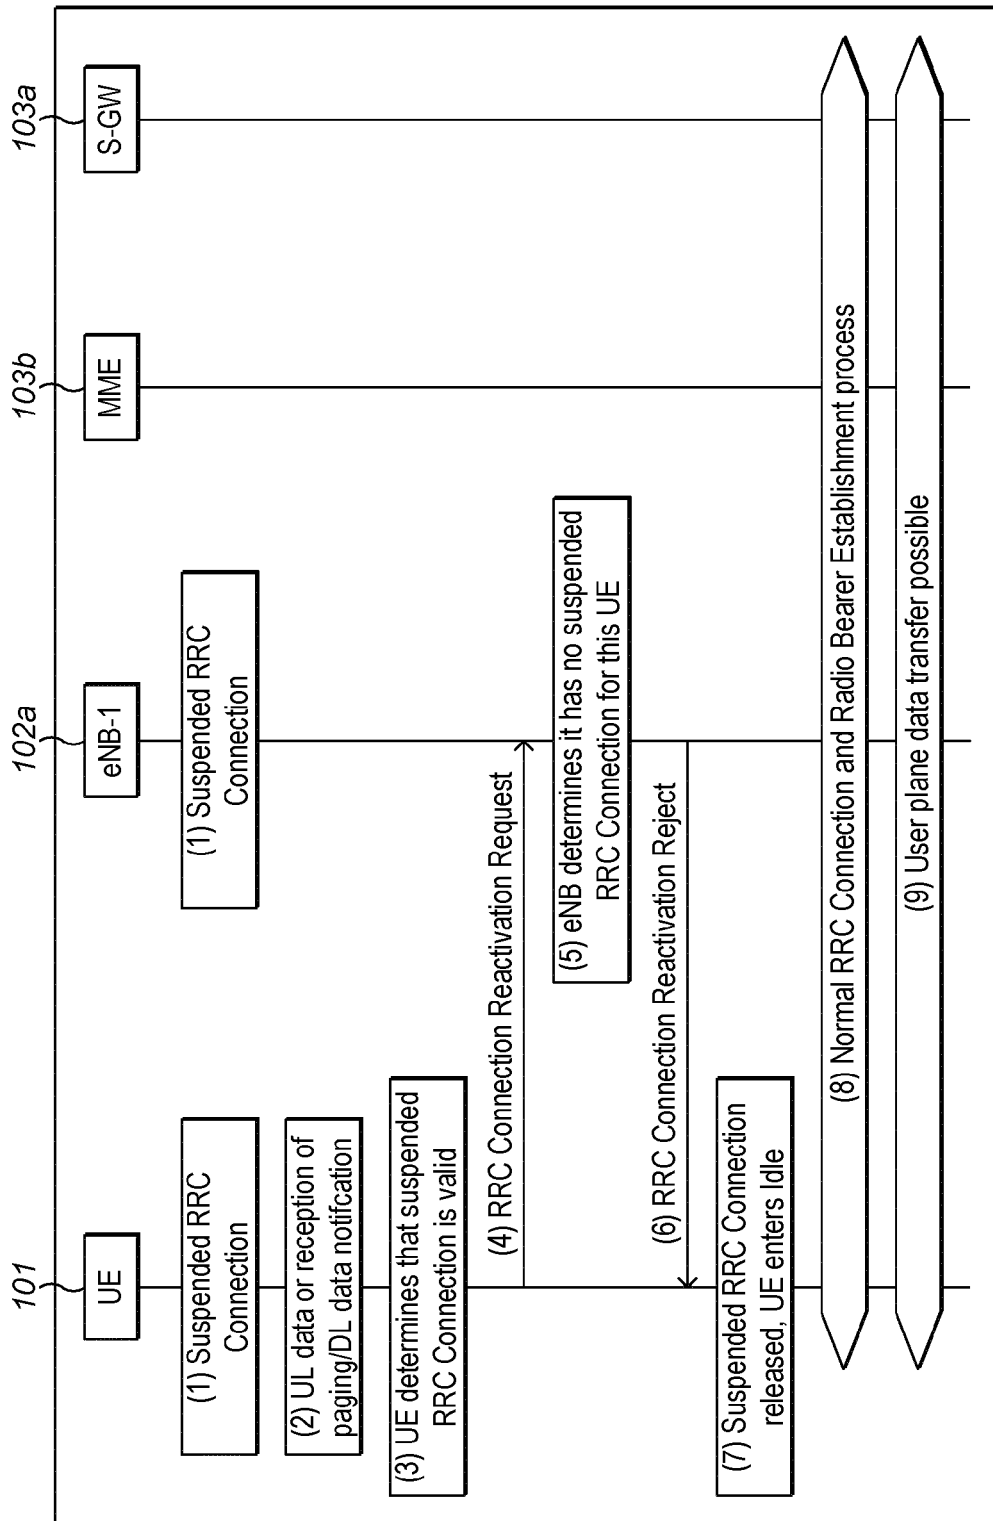 101
102a
103b
103a
UE
eNB-1
MME
S-GW
(1) Suspended RRC
Connection
(1) Suspended RRC
Connection
(2) UL data or reception of
paging/DL data notifcation
(3) UE determines that suspended
RRC Connection is valid
(4) RRC Connection Reactivation Request
(5) eNB determines it has no suspended
RRC Connection for this UE
(6) RRC Connection Reactivation Reject
(7) Suspended RRC Connection
released, UE enters Idle
(8) Normal RRC Connection and Radio Bearer Establishment process
(9) User plane data transfer possible